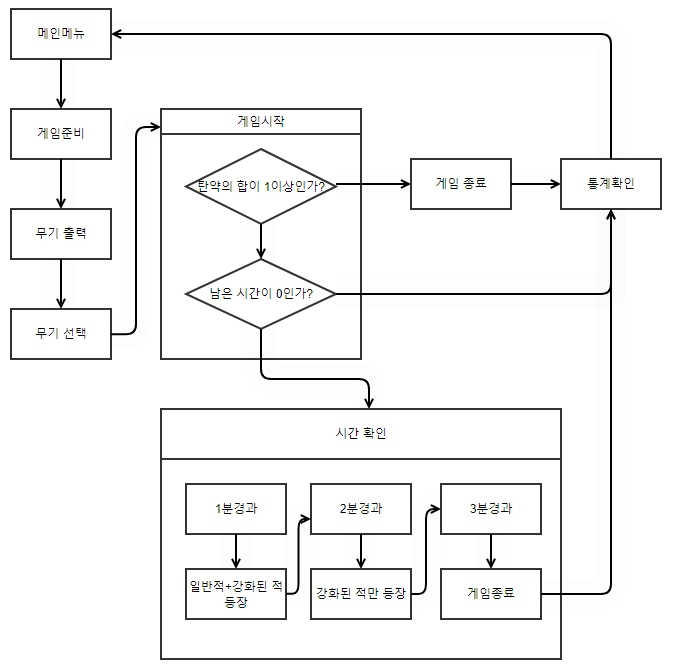 메인메뉴
게임준비
무기 출력
무기 선택
게임시작
탄약의 합이 1이상인가?
남은 시간이 0인가?
게임 종료
통계확인
시간 확인
1분경과
일반적+강화된 적
등장
2분경과
강화된 적만 등장
3분경과
게임종료